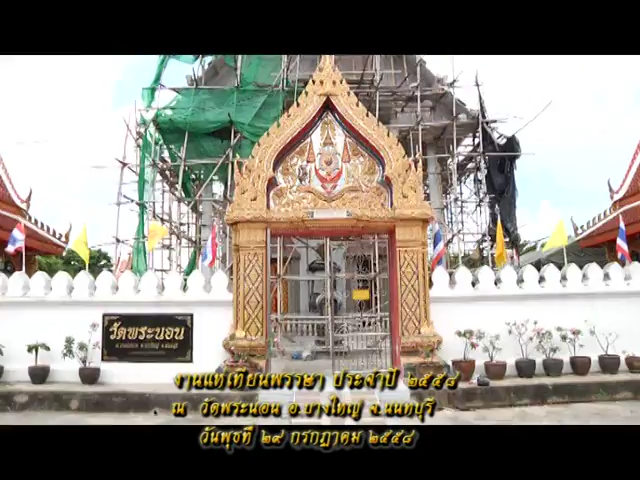 วัดพระนอน
งานแห่เทียนพรรษา ประจำปี ๒๕๕๘
ณ วัดพระนอน อ.บางใหญ่ จ.นนทบุรี
วันพุธที่ ๒๙ กรกฎาคม ๒๕๕๘